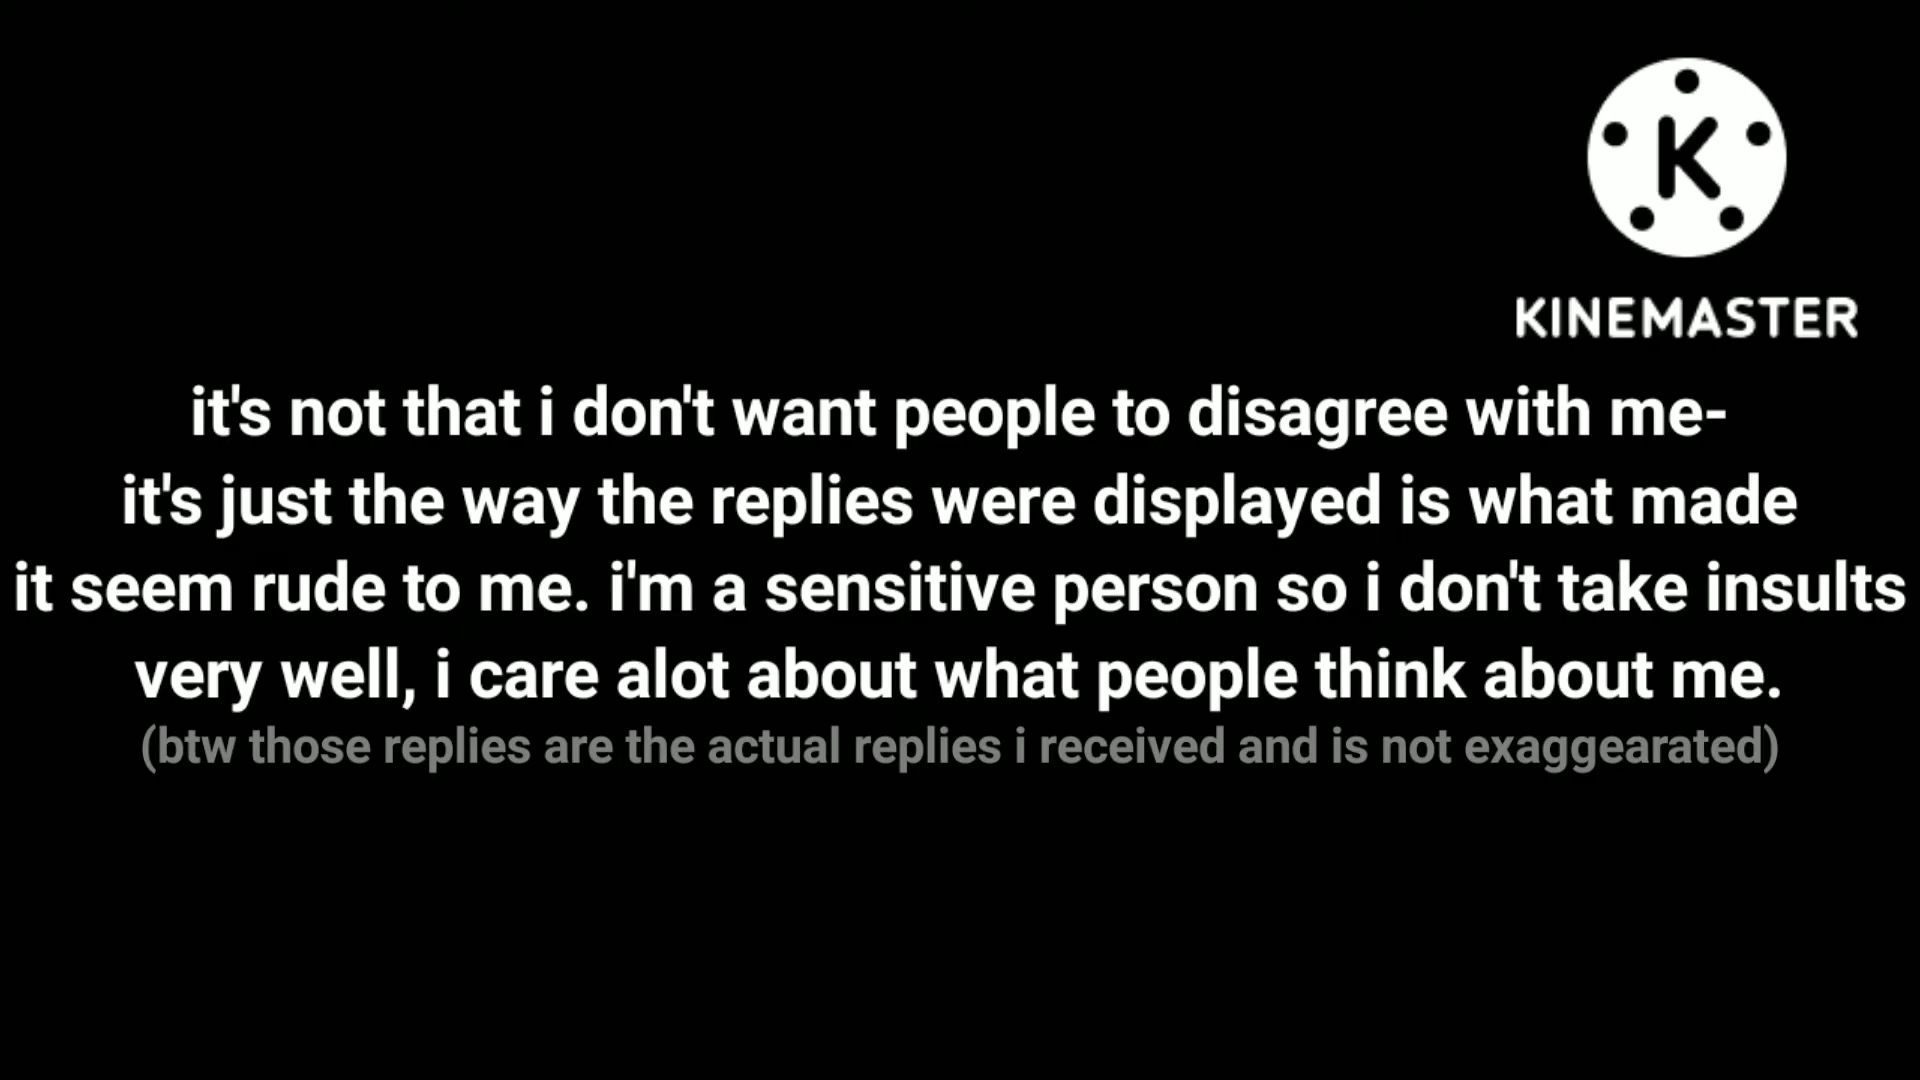 K
KINEMASTER
it's not that i don't want people to disagree with me-
it's just the way the replies were displayed is what made
it seem rude to me. i'm a sensitive person so i don't take insults
very well, i care alot about what people think about me.
(btw those replies are the actual replies i received and is not exaggearated)